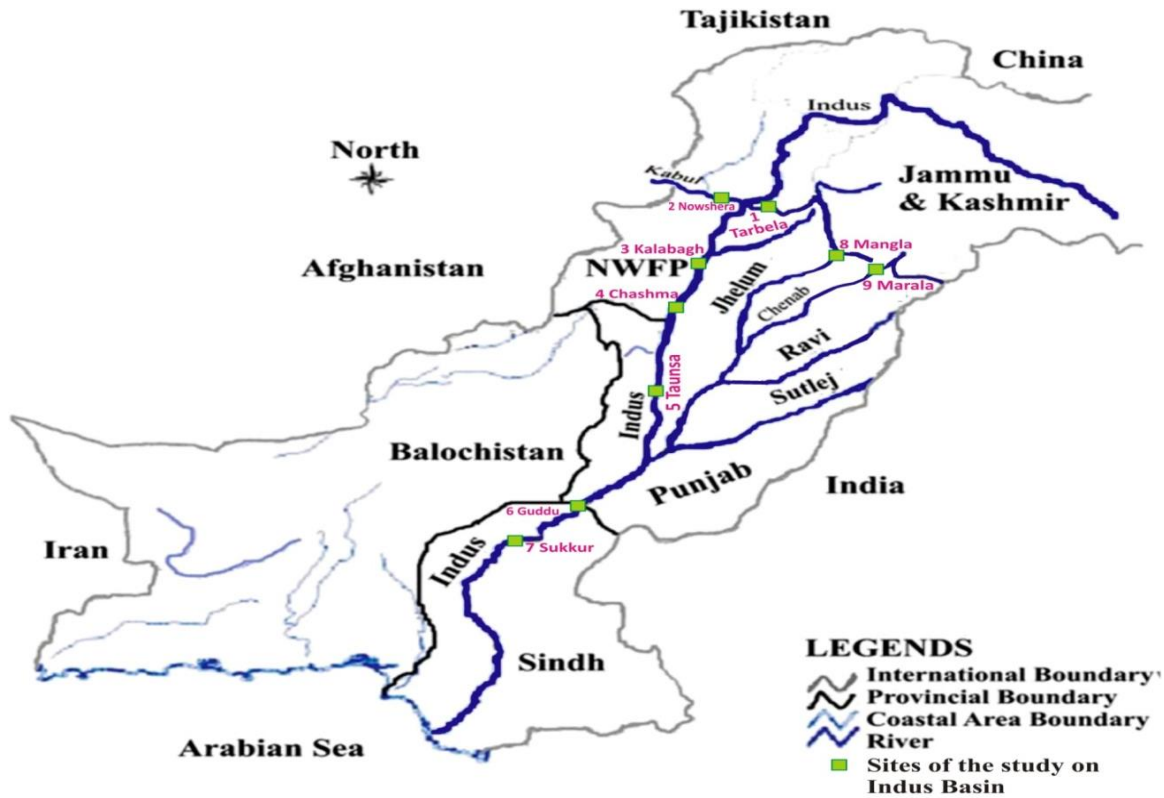 Tajikistan
China
Indus
North
Kabul
Jammu
& Kashmir
2 Nowshera
1
Tarbela
3 Kalabagh
8 Mangla
Afghanistan
NWFP
Jhelum
9 Marala
4 Chashma
Chenab
Ravi
5 Taunsa
Sutlej
Indus
Balochistan
Punjab
India
6 Guddu
Iran
Indus
7 Sukkur
Sindh
Arabian Sea
LEGENDS
International Boundary
Provincial Boundary
Coastal Area Boundary
River
Sites of the study on
Indus Basin